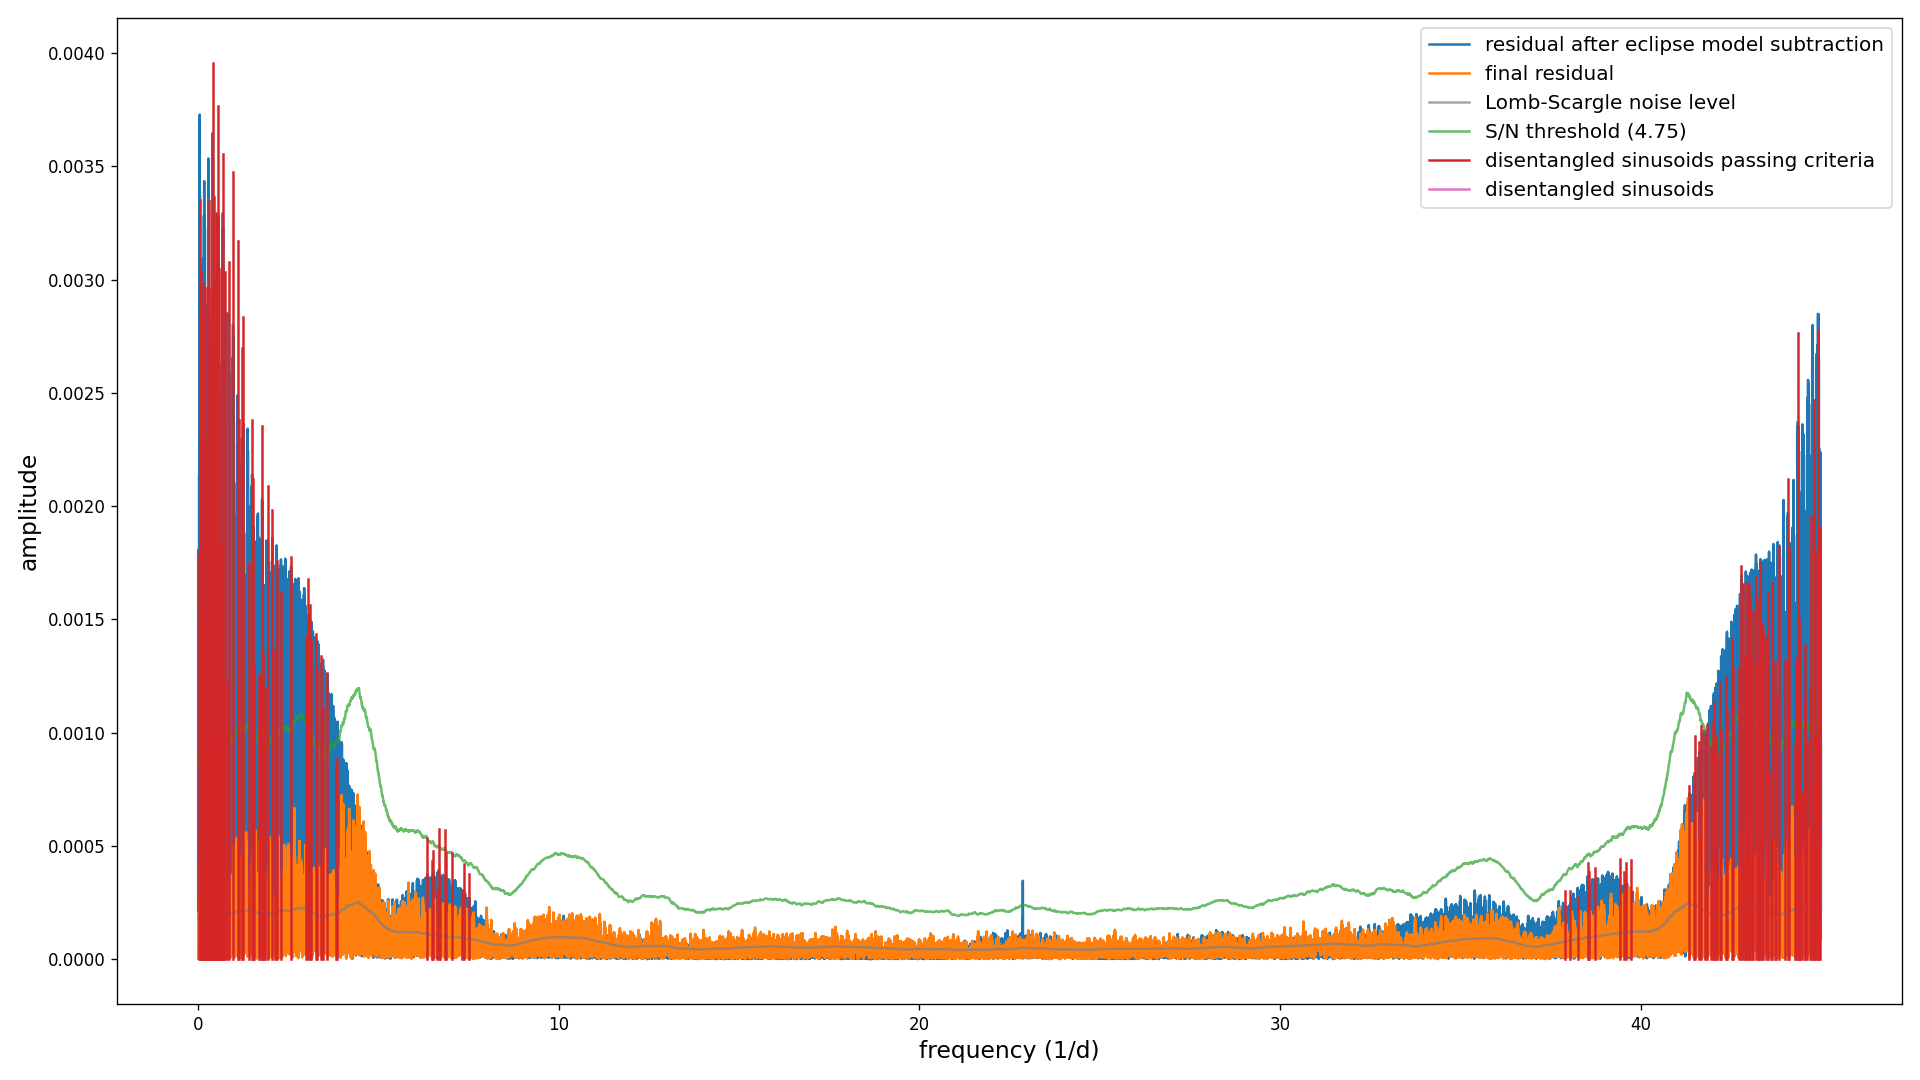 residual after eclipse model subtraction
final residual
Lomb-Scargle noise level
S/N threshold (4.75)
disentangled sinusoids passing criteria
disentangled sinusoids
amplitude
0.0040
0.0035
0.0030
0.0025
0.0020
0.0015
0.0010
0.0005
0.0000
0 10 20 30 40
frequency (1/d)